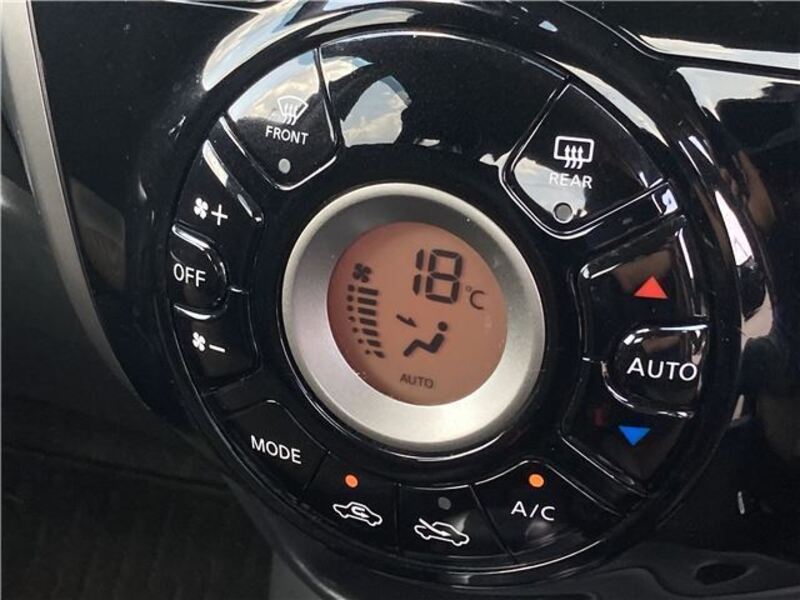 FRONT
REAR
+
OFF
18°C
-
AUTO
AUTO
MODE
A/C